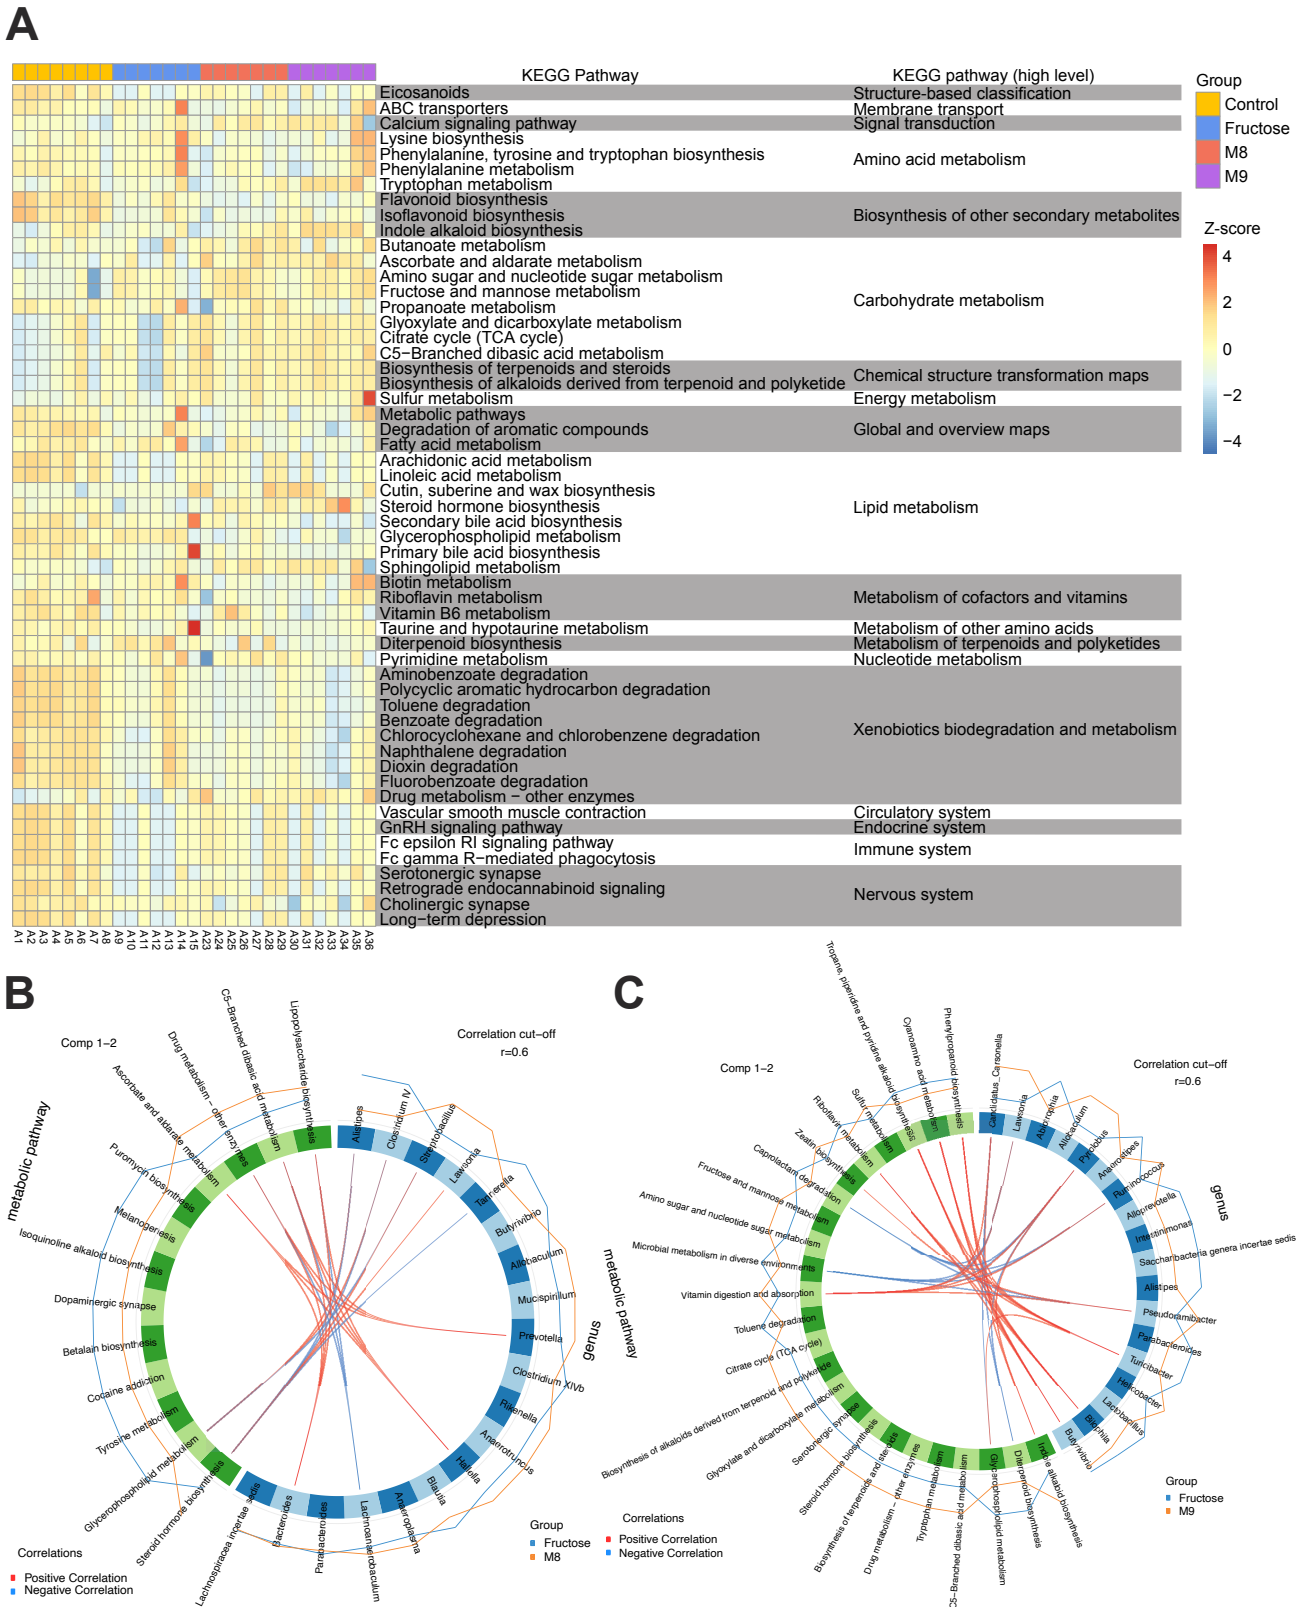 A
KEGG Pathway
KEGG pathway (high level)
Eicosanoids
Structure-based classification
ABC transporters
Membrane transport
Calcium signaling pathway
Signal transduction
Lysine biosynthesis
Phenylalanine, tyrosine and tryptophan biosynthesis
Phenylalanine metabolism
Tryptophan metabolism
Amino acid metabolism
Flavonoid biosynthesis
Isoflavonoid biosynthesis
Indole alkaloid biosynthesis
Biosynthesis of other secondary metabolites
Butanoate metabolism
Ascorbate and aldarate metabolism
Amino sugar and nucleotide sugar metabolism
Fructose and mannose metabolism
Propanoate metabolism
Glyoxylate and dicarboxylate metabolism
Citrate cycle (TCA cycle)
C5−Branched dibasic acid metabolism
Carbohydrate metabolism
Biosynthesis of terpenoids and steroids
Biosynthesis of alkaloids derived from terpenoid and polyketide
Chemical structure transformation maps
Sulfur metabolism
Energy metabolism
Metabolic pathways
Degradation of aromatic compounds
Fatty acid metabolism
Global and overview maps
Arachidonic acid metabolism
Linoleic acid metabolism
Cutin, suberine and wax biosynthesis
Steroid hormone biosynthesis
Secondary bile acid biosynthesis
Glycerophospholipid metabolism
Primary bile acid biosynthesis
Sphingolipid metabolism
Lipid metabolism
Biotin metabolism
Riboflavin metabolism
Vitamin B6 metabolism
Metabolism of cofactors and vitamins
Taurine and hypotaurine metabolism
Metabolism of other amino acids
Diterpenoid biosynthesis
Metabolism of terpenoids and polyketides
Pyrimidine metabolism
Nucleotide metabolism
Aminobenzoate degradation
Polycyclic aromatic hydrocarbon degradation
Toluene degradation
Benzoate degradation
Chlorocyclohexane and chlorobenzene degradation
Naphthalene degradation
Dioxin degradation
Fluorobenzoate degradation
Drug metabolism − other enzymes
Xenobiotics biodegradation and metabolism
Vascular smooth muscle contraction
Circulatory system
GnRH signaling pathway
Endocrine system
Fc epsilon RI signaling pathway
Fc gamma R−mediated phagocytosis
Immune system
Serotonergic synapse
Retrograde endocannabinoid signaling
Cholinergic synapse
Long−term depression
Nervous system
A1 A2 A3 A4 A5 A6 A7 A8 A9 A10 A11 A12 A13 A14 A15 A23 A24 A25 A26 A27 A28 A29 A30 A31 A32 A33 A34 A35 A36
Group
Control
Fructose
M8
M9
Z-score
4
2
0
−2
−4
B
Comp 1−2
Correlation cut−off
r=0.6
metabolic pathway
Lipopolysaccharide biosynthesis
C5−Branched dibasic acid metabolism
Drug metabolism − other enzymes
Ascorbate and aldarate metabolism
Puromycin biosynthesis
Melanogenesis
Isoquinoline alkaloid biosynthesis
Dopaminergic synapse
Betalain biosynthesis
Cocaine addiction
Tyrosine metabolism
Glycerophospholipid metabolism
Steroid hormone biosynthesis
Alistipes
Clostridium IV
Streptobacillus
Lawsonia
Tannerella
Butyrivibrio
Allobaculum
Mucispirillum
Prevotella
Clostridium XIVb
Rikenella
Anaerotruncus
Hallella
Blautia
Anaeroplasma
Lachnoanaerobaculum
Parabacteroides
Bacteroides
Lachnospiracea incertae sedis
genus
Correlations
Positive Correlation
Negative Correlation
Group
Fructose
M8
C
Comp 1−2
Correlation cut−off
r=0.6
metabolic pathway
Phenylpropanoid biosynthesis
Cyanoamino acid metabolism
Tropane, piperidine and pyridine alkaloid biosynthesis
Sulfur metabolism
Riboflavin metabolism
Zeatin biosynthesis
Caprolactam degradation
Fructose and mannose metabolism
Amino sugar and nucleotide sugar metabolism
Microbial metabolism in diverse environments
Vitamin digestion and absorption
Toluene degradation
Citrate cycle (TCA cycle)
Biosynthesis of alkaloids derived from terpenoid and polyketide
Glyoxylate and dicarboxylate metabolism
Serotonergic synapse
Steroid hormone biosynthesis
Biosynthesis of terpenoids and steroids
Drug metabolism − other enzymes
Tryptophan metabolism
C5−Branched dibasic acid metabolism
Glycerophospholipid metabolism
Diterpenoid biosynthesis
Indole alkaloid biosynthesis
Candidatus_Carsonella
Lawsonia
Abiotrophia
Allobaculum
Pyrolobus
Anaerostipes
Ruminococcus
Alloprevotella
Intestinimonas
Saccharibacteria genera incertae sedis
Alistipes
Pseudoramibacter
Parabacteroides
Turicibacter
Helicobacter
Lactobacillus
Bilophila
Butyrivibrio
genus
Correlations
Positive Correlation
Negative Correlation
Group
Fructose
M9